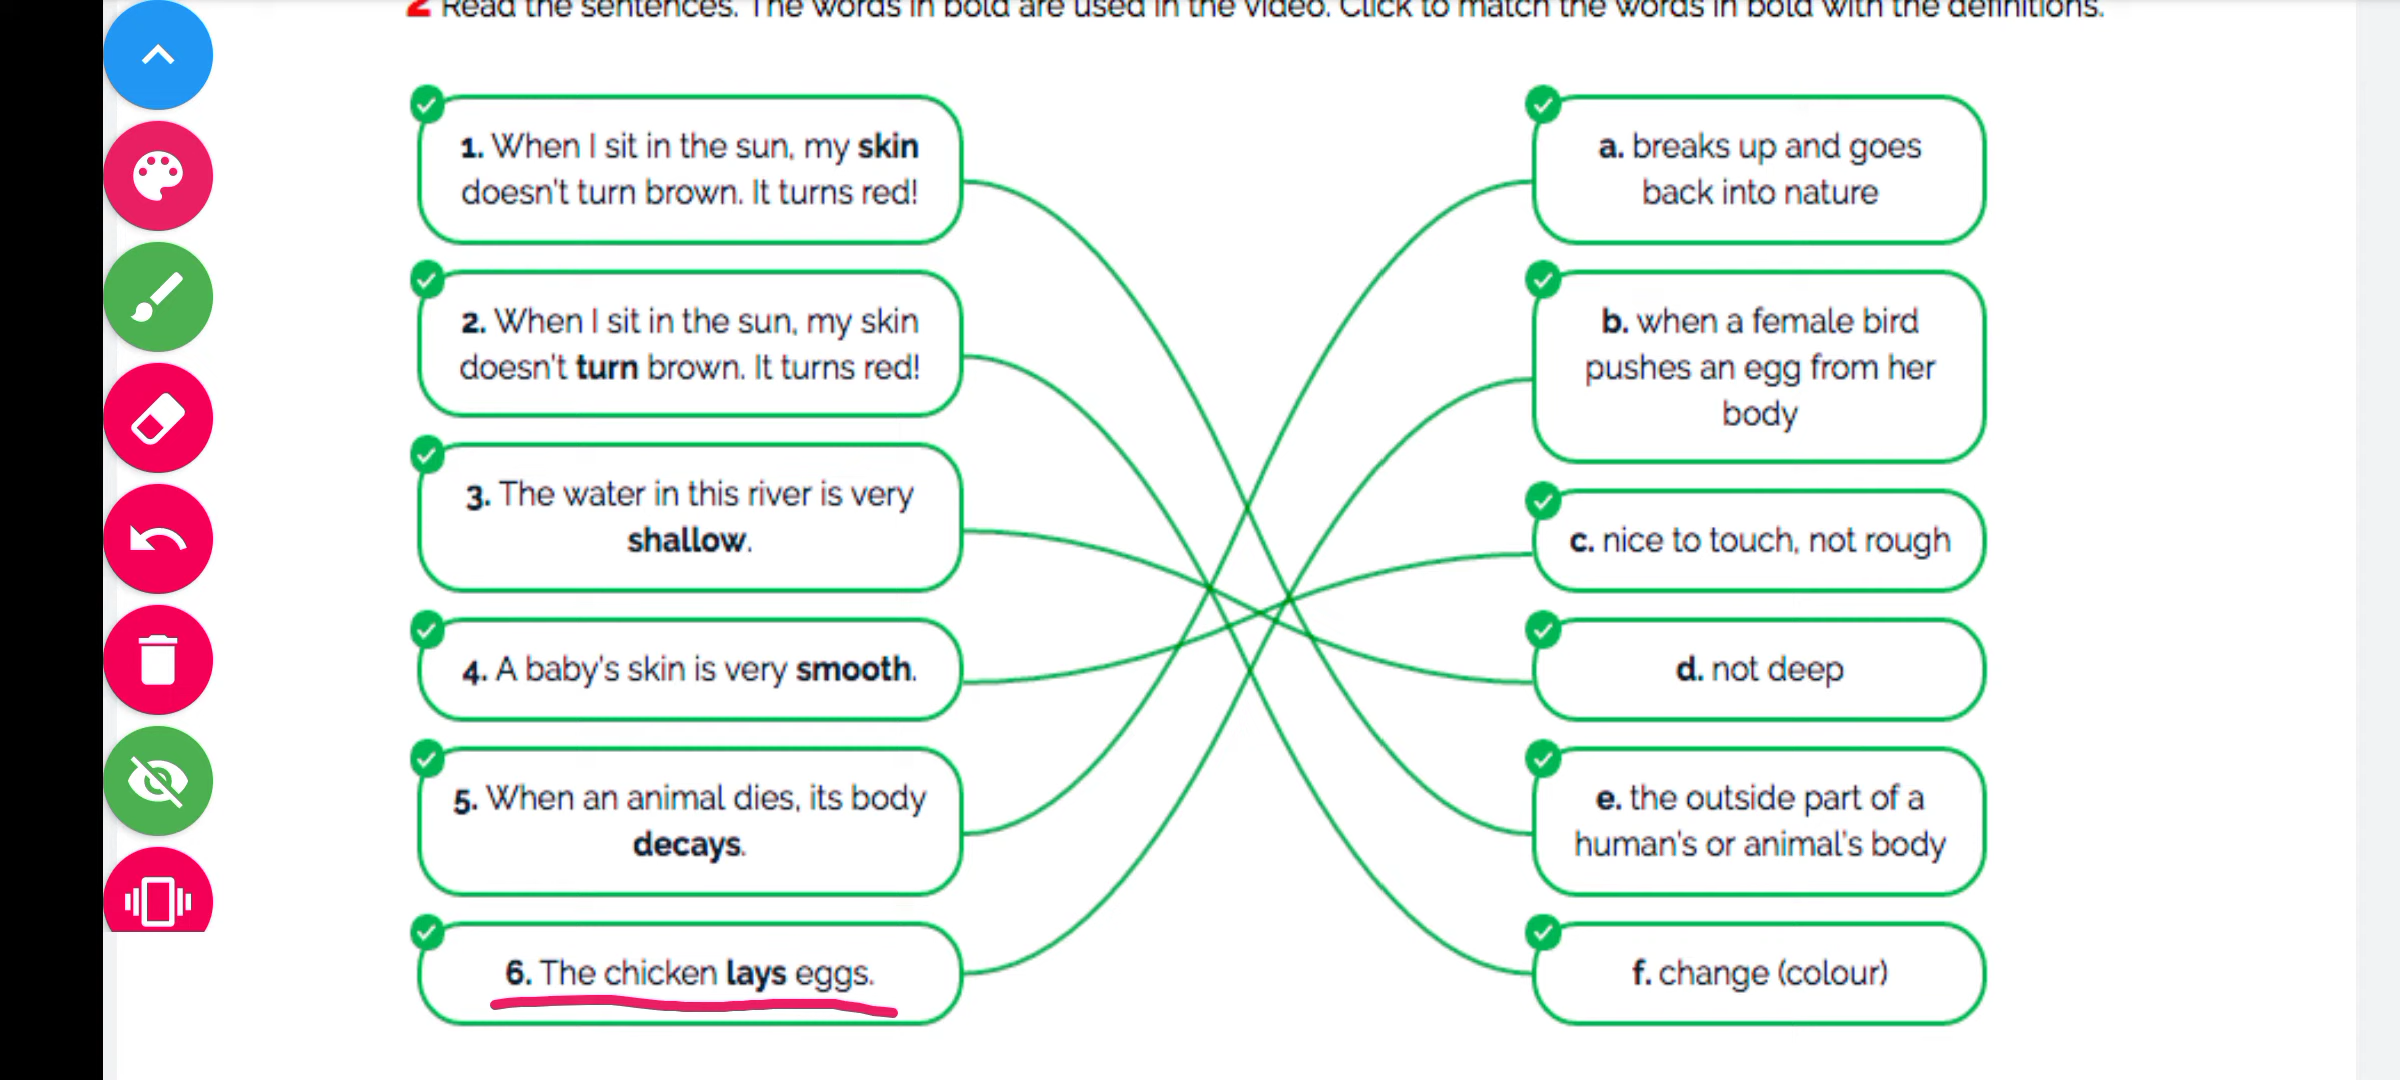 2 Read the sentences. The words in bold are used in the video. Click to match the words in bold with the definitions.
1. When I sit in the sun, my skin
doesn't turn brown. It turns red!
2. When I sit in the sun, my skin
doesn't turn brown. It turns red!
3. The water in this river is very
shallow.
4. A baby's skin is very smooth.
5. When an animal dies, its body
decays.
6. The chicken lays eggs.
a. breaks up and goes
back into nature
b. when a female bird
pushes an egg from her
body
c. nice to touch, not rough
d. not deep
e. the outside part of a
human's or animal's body
f. change (colour)